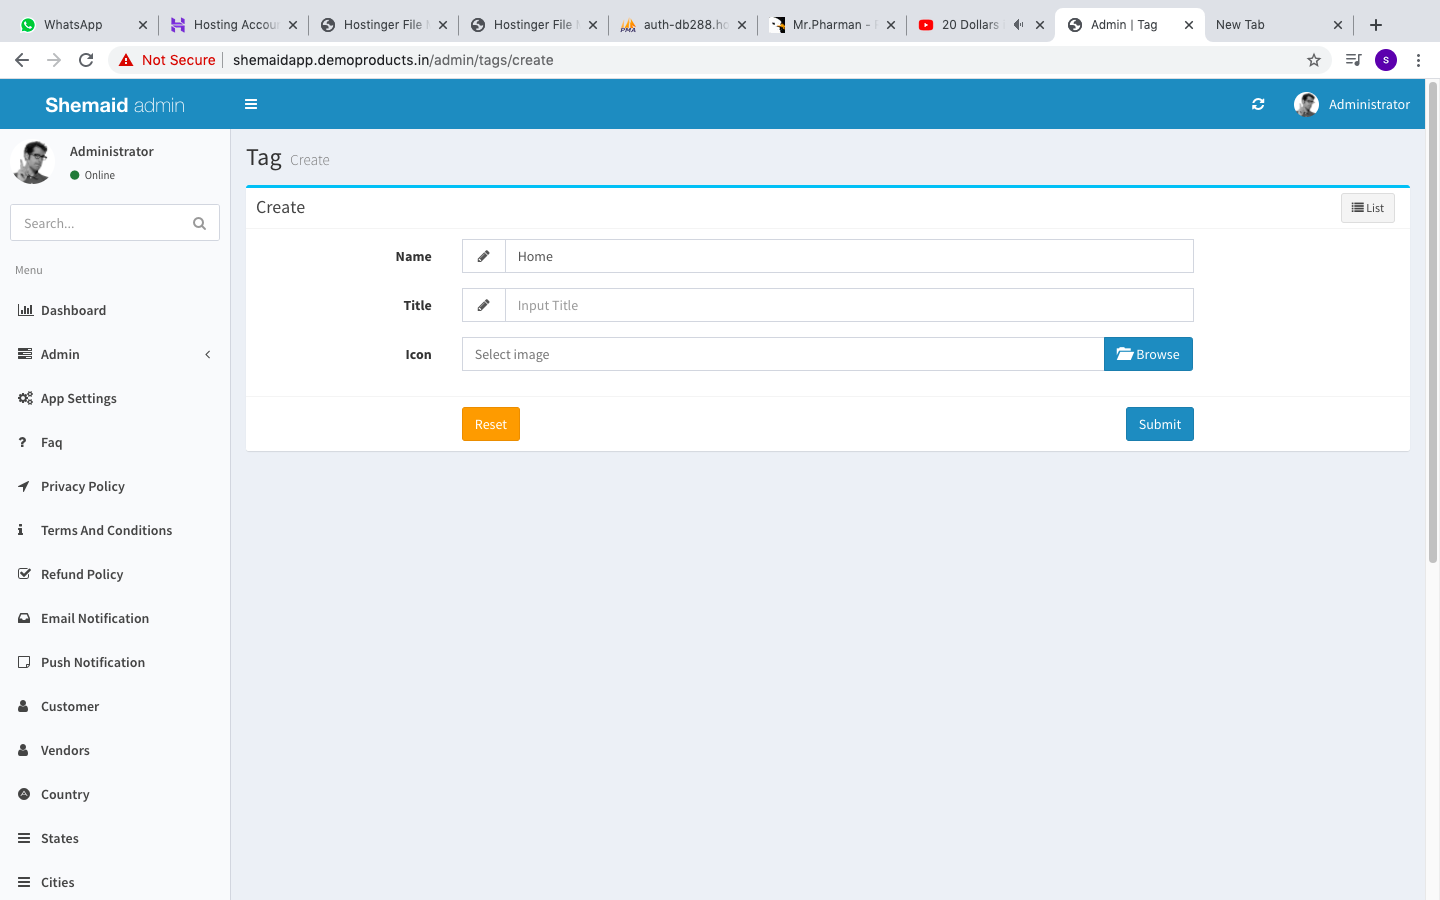 WhatsApp
Hosting Accou
Hostinger File
Hostinger File
auth-db288.ho
Mr.Pharman -
20 Dollars
Admin | Tag
New Tab
Not Secure shemaidapp.demoproducts.in/admin/tags/create
s
Shemaid admin
Administrator
Administrator
Online
Search...
Menu
Dashboard
Admin
App Settings
Faq
Privacy Policy
Terms And Conditions
Refund Policy
Email Notification
Push Notification
Customer
Vendors
Country
States
Cities
Tag Create
Create
List
Name Home
Title Input Title
Icon Select image Browse
Reset Submit